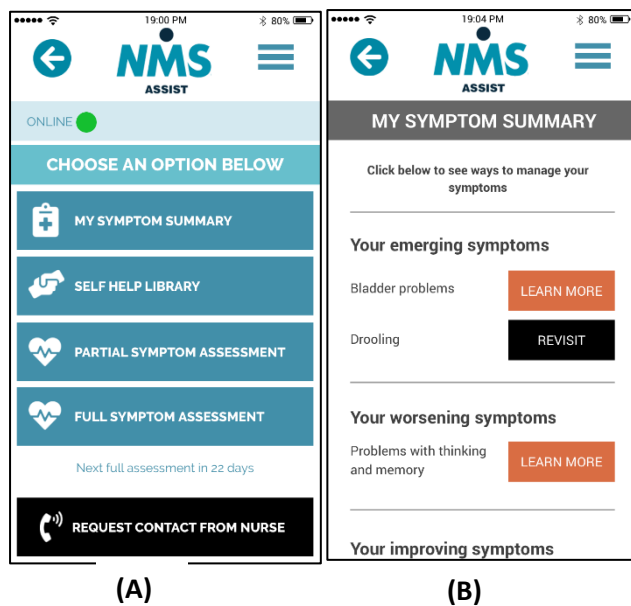 19:00 PM
80%
NMS
ASSIST
ONLINE
CHOOSE AN OPTION BELOW
MY SYMPTOM SUMMARY
SELF HELP LIBRARY
PARTIAL SYMPTOM ASSESSMENT
FULL SYMPTOM ASSESSMENT
Next full assessment in 22 days
REQUEST CONTACT FROM NURSE
(A)
19:04 PM
80%
NMS
ASSIST
MY SYMPTOM SUMMARY
Click below to see ways to manage your
symptoms
Your emerging symptoms
Bladder problems
LEARN MORE
Drooling
REVISIT
Your worsening symptoms
Problems with thinking
and memory
LEARN MORE
Your improving symptoms
(B)